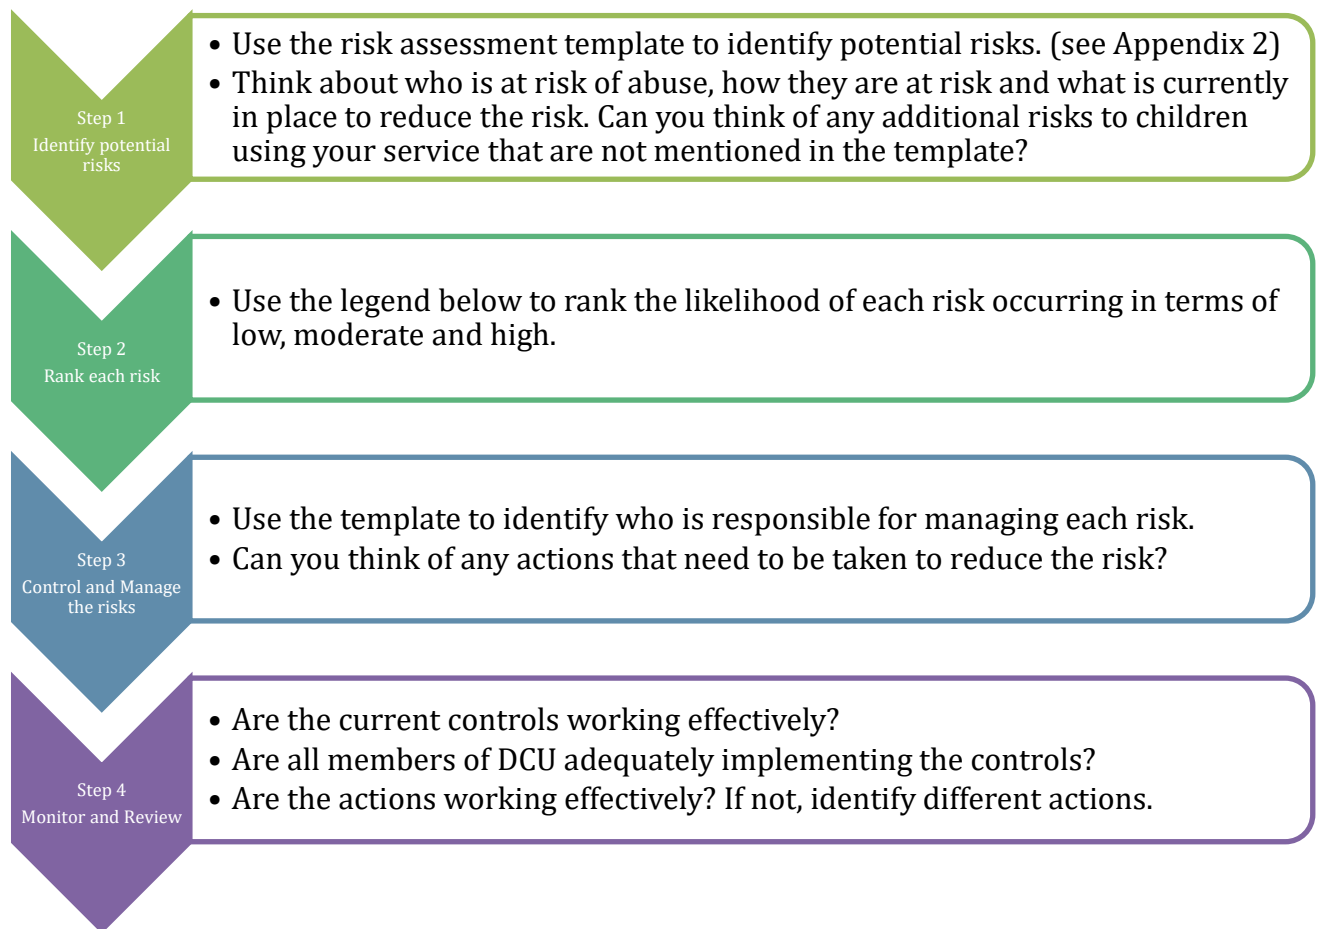 Step 1
Identify potential
risks
• Use the risk assessment template to identify potential risks. (see Appendix 2)
• Think about who is at risk of abuse, how they are at risk and what is currently
in place to reduce the risk. Can you think of any additional risks to children
using your service that are not mentioned in the template?
Step 2
Rank each risk
• Use the legend below to rank the likelihood of each risk occurring in terms of
low, moderate and high.
Step 3
Control and Manage
the risks
• Use the template to identify who is responsible for managing each risk.
• Can you think of any actions that need to be taken to reduce the risk?
Step 4
Monitor and Review
• Are the current controls working effectively?
• Are all members of DCU adequately implementing the controls?
• Are the actions working effectively? If not, identify different actions.